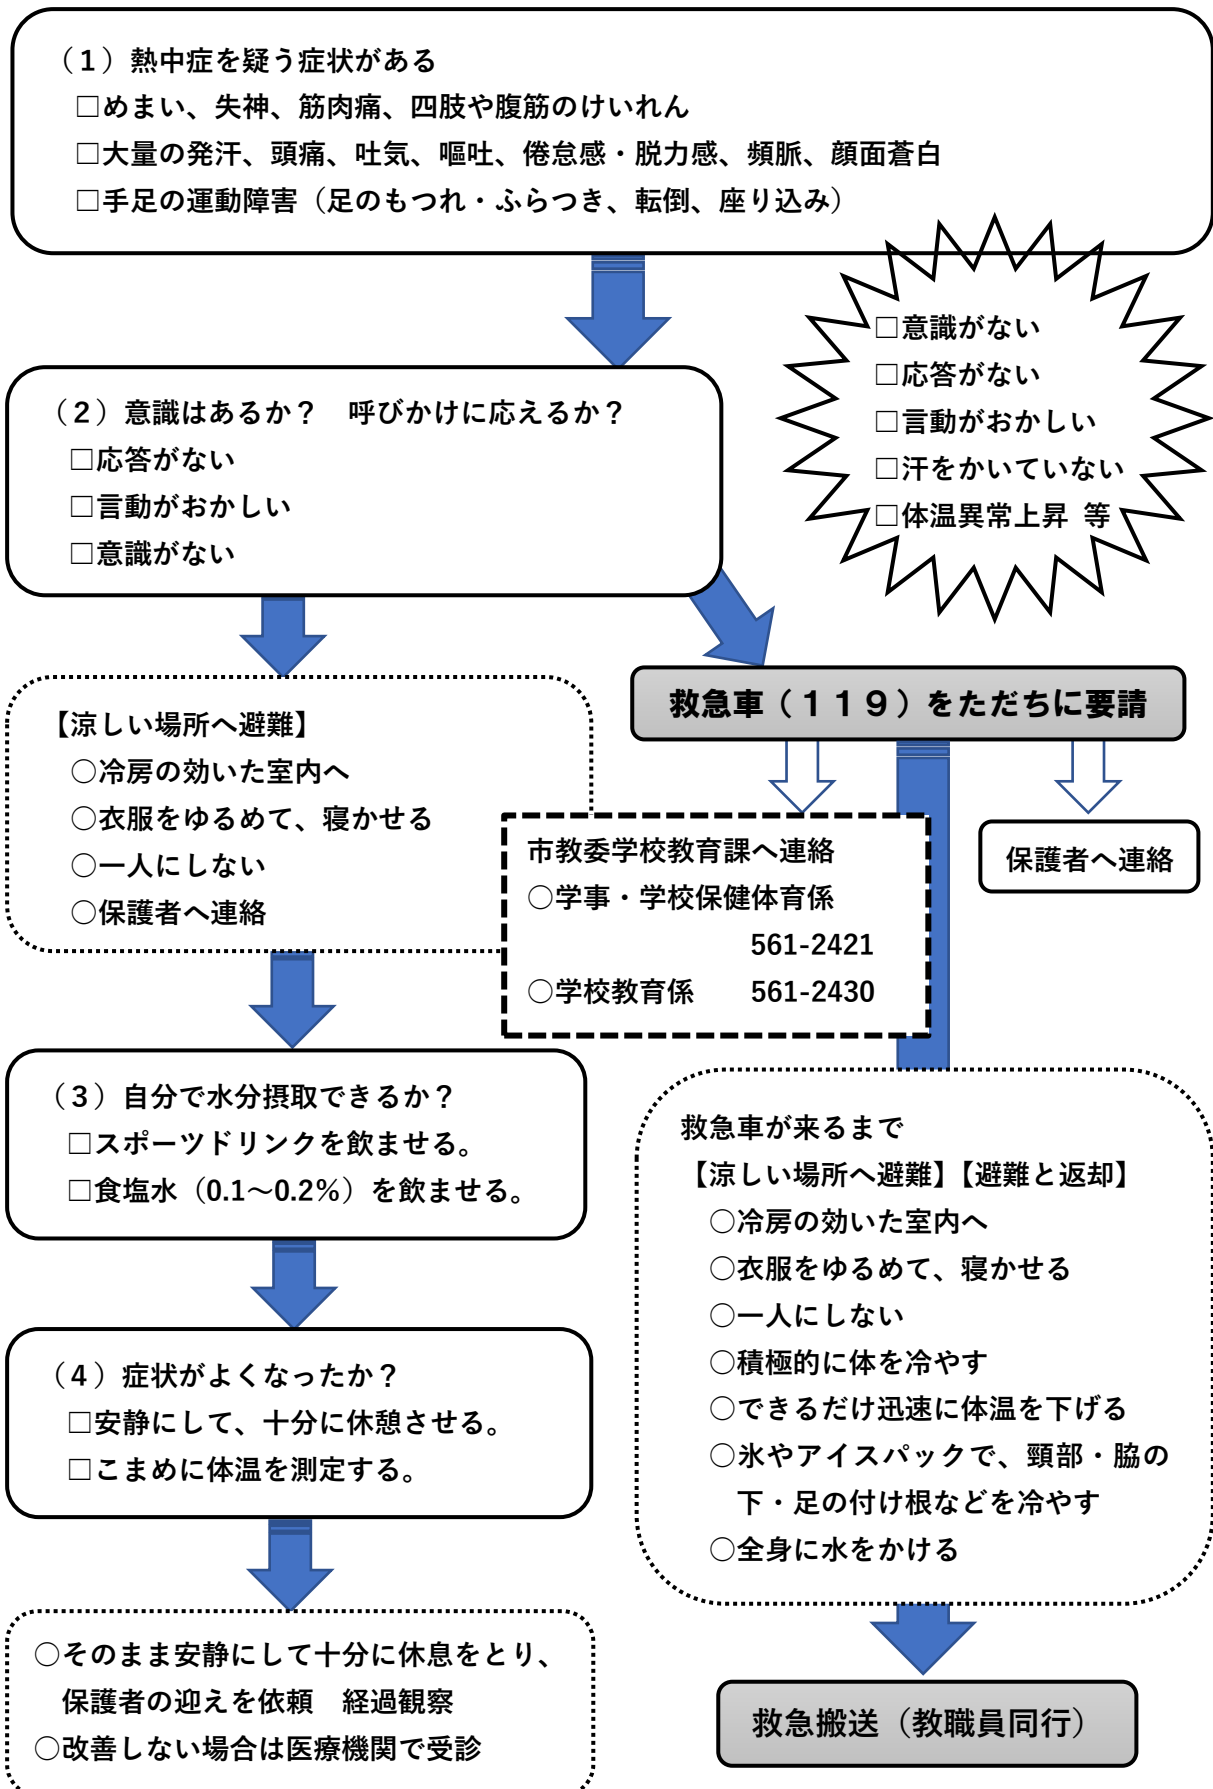 （１）熱中症を疑う症状がある
□めまい、失神、筋肉痛、四肢や腹筋のけいれん
□大量の発汗、頭痛、吐気、嘔吐、倦怠感・脱力感、頻脈、顔面蒼白
□手足の運動障害（足のもつれ・ふらつき、転倒、座り込み）
□意識がない
□応答がない
□言動がおかしい
□汗をかいていない
□体温異常上昇 等
（２）意識はあるか？　呼びかけに応えるか？
□応答がない
□言動がおかしい
□意識がない
救急車（１１９）をただちに要請
【涼しい場所へ避難】
○冷房の効いた室内へ
○衣服をゆるめて、寝かせる
○一人にしない
○保護者へ連絡
市教委学校教育課へ連絡
○学事・学校保健体育係
561-2421
○学校教育係　　561-2430
保護者へ連絡
（３）自分で水分摂取できるか？
□スポーツドリンクを飲ませる。
□食塩水（0.1～0.2%）を飲ませる。
（４）症状がよくなったか？
□安静にして、十分に休憩させる。
□こまめに体温を測定する。
○そのまま安静にして十分に休息をとり、
保護者の迎えを依頼　経過観察
○改善しない場合は医療機関で受診
救急車が来るまで
【涼しい場所へ避難】【避難と返却】
○冷房の効いた室内へ
○衣服をゆるめて、寝かせる
○一人にしない
○積極的に体を冷やす
○できるだけ迅速に体温を下げる
○氷やアイスパックで、頸部・脇の
下・足の付け根などを冷やす
○全身に水をかける
救急搬送（教職員同行）